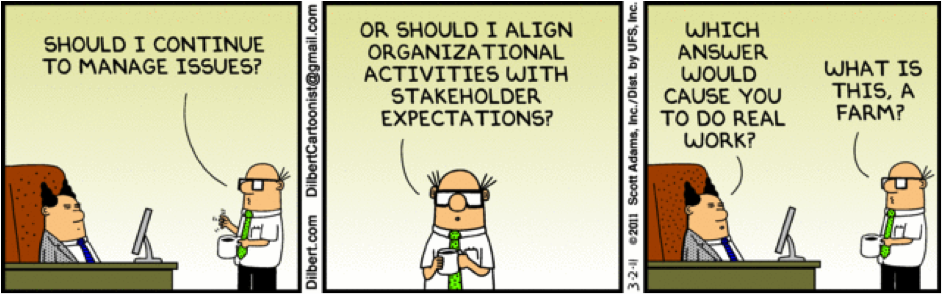 SHOULD I CONTINUE
TO MANAGE ISSUES?
Dilbert.com DilbertCartoonist@gmail.com
OR SHOULD I ALIGN
ORGANIZATIONAL
ACTIVITIES WITH
STAKEHOLDER
EXPECTATIONS?
3-2-11 ©2011 Scott Adams, Inc./Dist. by UFS, Inc.
WHICH
ANSWER
WOULD
CAUSE YOU
TO DO REAL
WORK?
WHAT IS
THIS, A
FARM?